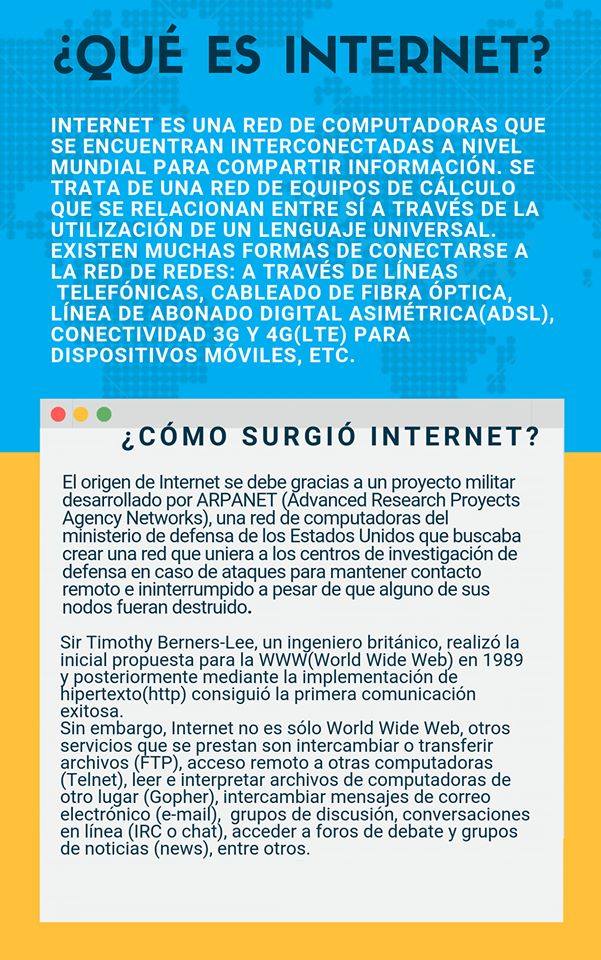 ¿QUÉ ES INTERNET?
INTERNET ES UNA RED DE COMPUTADORAS QUE
SE ENCUENTRAN INTERCONECTADAS A NIVEL
MUNDIAL PARA COMPARTIR INFORMACIÓN. SE
TRATA DE UNA RED DE EQUIPOS DE CÁLCULO
QUE SE RELACIONAN ENTRE SÍ A TRAVÉS DE LA
UTILIZACIÓN DE UN LENGUAJE UNIVERSAL.
EXISTEN MUCHAS FORMAS DE CONECTARSE A
LA RED DE REDES: A TRAVÉS DE LÍNEAS
TELEFÓNICAS, CABLEADO DE FIBRA ÓPTICA,
LÍNEA DE ABONADO DIGITAL ASIMÉTRICA(ADSL),
CONECTIVIDAD 3G Y 4G(LTE) PARA
DISPOSITIVOS MÓVILES, ETC.
¿CÓMO SURGIÓ INTERNET?
El origen de Internet se debe gracias a un proyecto militar
desarrollado por ARPANET (Advanced Research Proyects
Agency Networks), una red de computadoras del
ministerio de defensa de los Estados Unidos que buscaba
crear una red que uniera a los centros de investigación de
defensa en caso de ataques para mantener contacto
remoto e ininterrumpido a pesar de que alguno de sus
nodos fueran destruido.
Sir Timothy Berners-Lee, un ingeniero británico, realizó la
inicial propuesta para la WWW(World Wide Web) en 1989
y posteriormente mediante la implementación de
hipertexto(http) consiguió la primera comunicación
exitosa.
Sin embargo, Internet no es sólo World Wide Web, otros
servicios que se prestan son intercambiar o transferir
archivos (FTP), acceso remoto a otras computadoras
(Telnet), leer e interpretar archivos de computadoras de
otro lugar (Gopher), intercambiar mensajes de correo
electrónico (e-mail), grupos de discusión, conversaciones
en línea (IRC o chat), acceder a foros de debate y grupos
de noticias (news), entre otros.